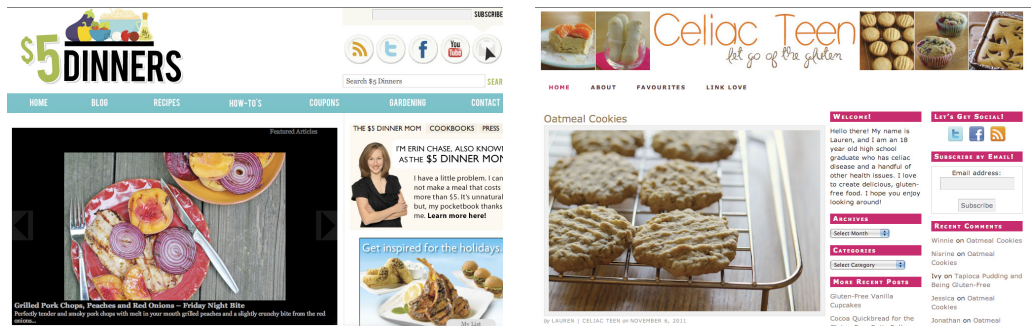 $5 DINNERS
SUBSCRIBE
You Tube
Search $5 Dinners
SEAR
HOME BLOG RECIPES HOW-TO'S COUPONS GARDENING CONTACT
Featured Articles
Grilled Pork Chops, Peaches and Red Onions – Friday Night Bite
Perfectly tender and smoky pork chops with melt in your mouth grilled peaches and a slightly crunchy bite from the red
onions...
THE $5 DINNER MOM COOKBOOKS PRESS
I'M ERIN CHASE, ALSO KNOWN
AS THE $5 DINNER MOM
I have a little problem. I can
not make a meal that costs
more than $5. It's unnatural
but, my pocketbook thanks
me. Learn more here!
Get inspired for the holidays.
My List
Celiac Teen
let go of the gluten
HOME ABOUT FAVOURITES LINK LOVE
Oatmeal Cookies
by LAUREN | CELIAC TEEN on NOVEMBER 6, 2011
WELCOME!
Hello there! My name is
Lauren, and I am an 18
year old high school
graduate who has celiac
disease and a handful of
other health issues. I love
to create delicious, gluten-
free food. I hope you enjoy
looking around!
ARCHIVES
Select Month
CATEGORIES
Select Category
MORE RECENT POSTS
Gluten-Free Vanilla
Cupcakes
Cocoa Quickbread for the
LET'S GET SOCIAL!
SUBSCRIBE BY EMAIL!
Email address:
Subscribe
RECENT COMMENTS
Winnie on Oatmeal Cookies
Nisrine on Oatmeal
Cookies
Ivy on Tapioca Pudding and
Being Gluten-Free
Jessica on Oatmeal
Cookies
Jonathan on Oatmeal